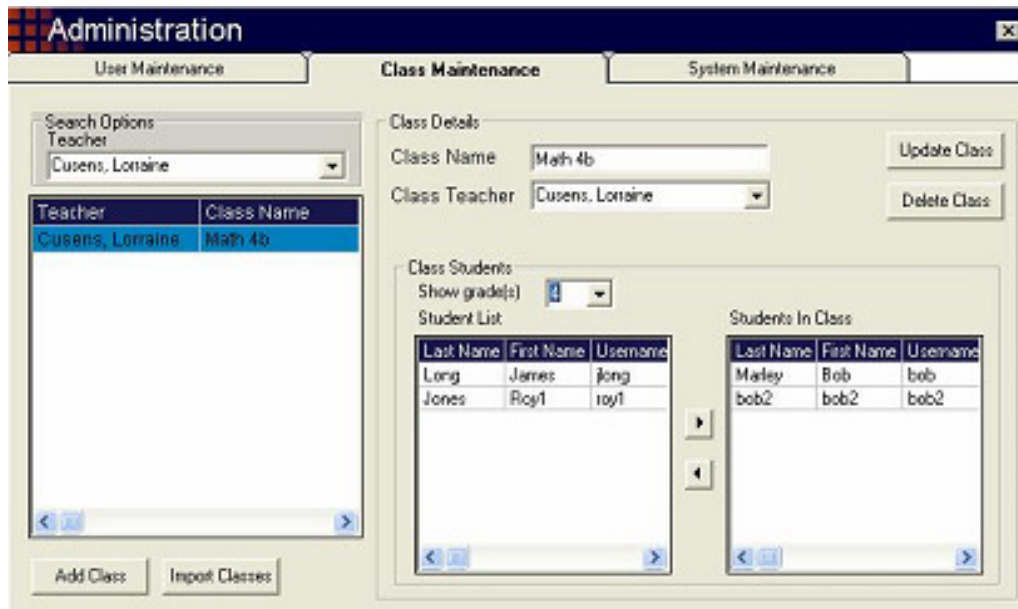 Administration
User Maintenance Class Maintenance System Maintenance
Search Options
Teacher
Cusens, Lorraine
Teacher Class Name
Cusens, Lorraine Math 4b
Add Class Import Classes
Class Details
Class Name Math 4b
Class Teacher Cusens, Lorraine
Update Class
Delete Class
Class Students
Show grade(s) 4
Student List
Last Name First Name Username
Long James jlong
Jones Roy1 roy1
Students In Class
Last Name First Name Username
Marley Bob bob
bob2 bob2 bob2